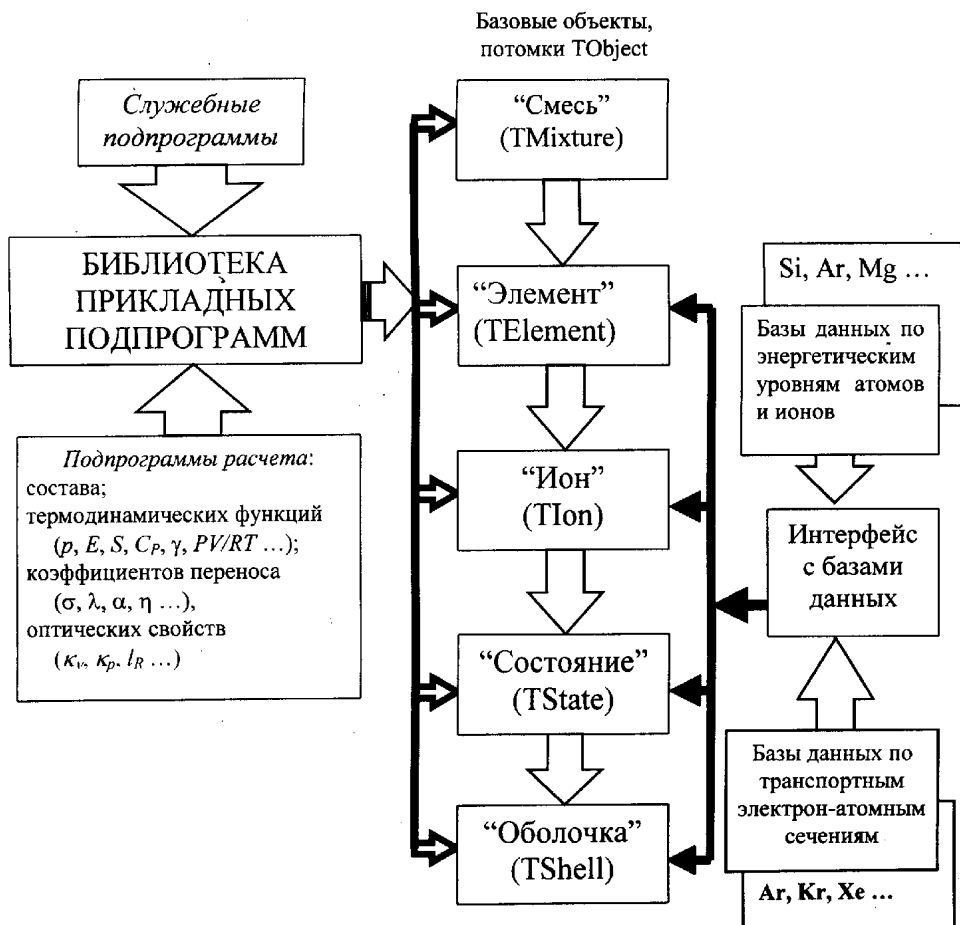 Базовые объекты,
потомки TObject
Служебные
подпрограммы
“Смесь”
(TMixture)
БИБЛИОТЕКА
ПРИКЛАДНЫХ
ПОДПРОГРАММ
“Элемент”
(TElement)
Si, Ar, Mg ...
Базы данных по
энергетическим
уровням атомов
и ионов
Подпрограммы расчета:
состава;
термодинамических функций
(p, E, S, C_P, γ, PV/RT ...);
коэффициентов переноса
(σ, λ, α, η ...),
оптических свойств
(κ_ν, κ_p, l_R ...)
“Ион”
(TIon)
Интерфейс
с базами
данных
“Состояние”
(TState)
“Оболочка”
(TShell)
Базы данных по
транспортным
электрон-атомным
сечениям
Ar, Kr, Xe ...